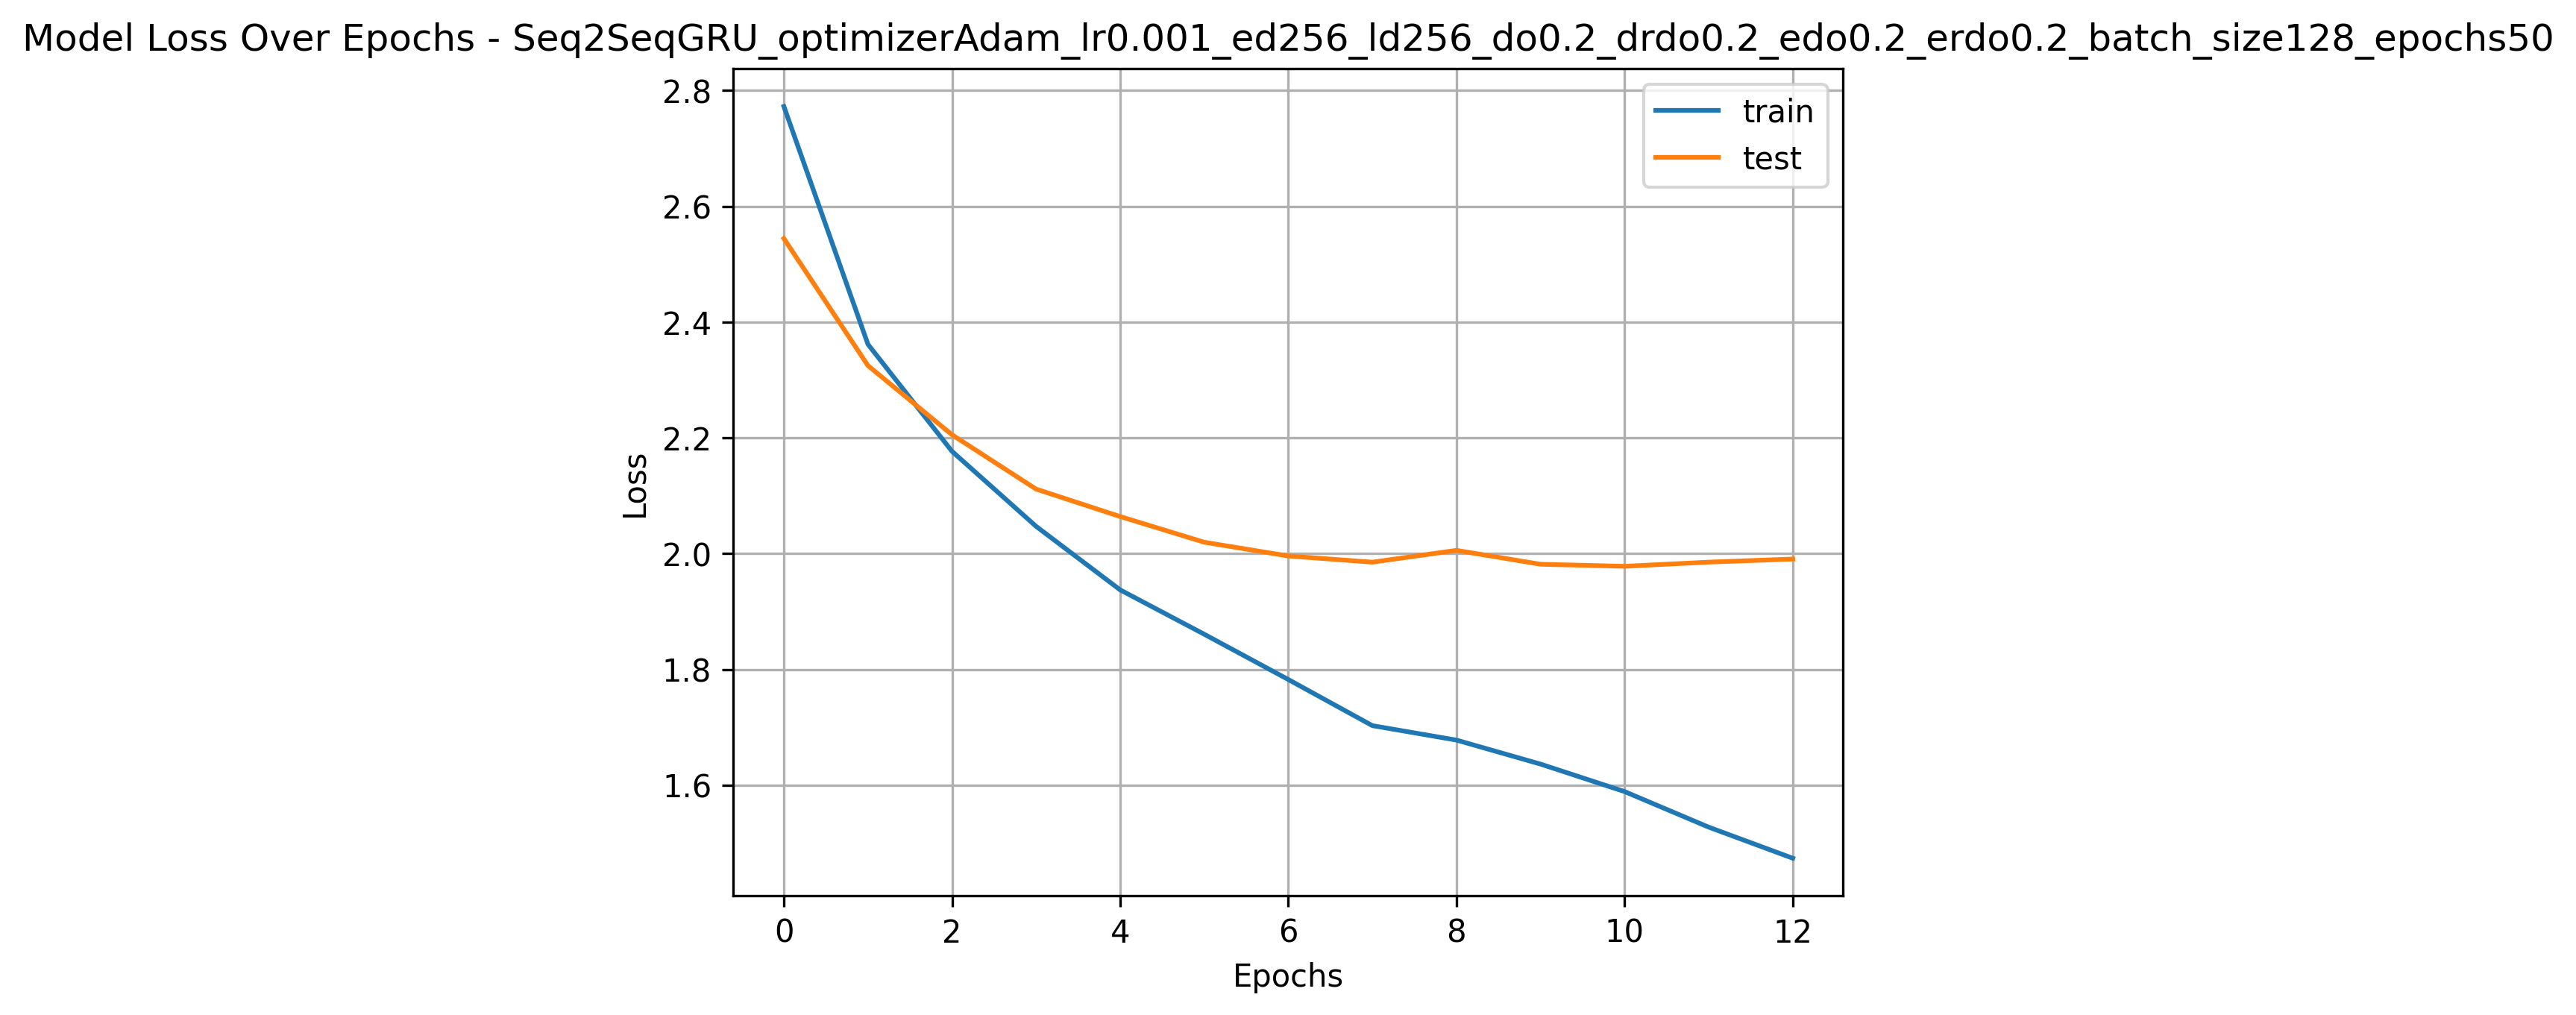 Model Loss Over Epochs - Seq2SeqGRU_optimizerAdam_lr0.001_ed256_ld256_do0.2_drdo0.2_edo0.2_erdo0.2_batch_size128_epochs50
train
test
Loss
2.8
2.6
2.4
2.2
2.0
1.8
1.6
0 2 4 6 8 10 12
Epochs